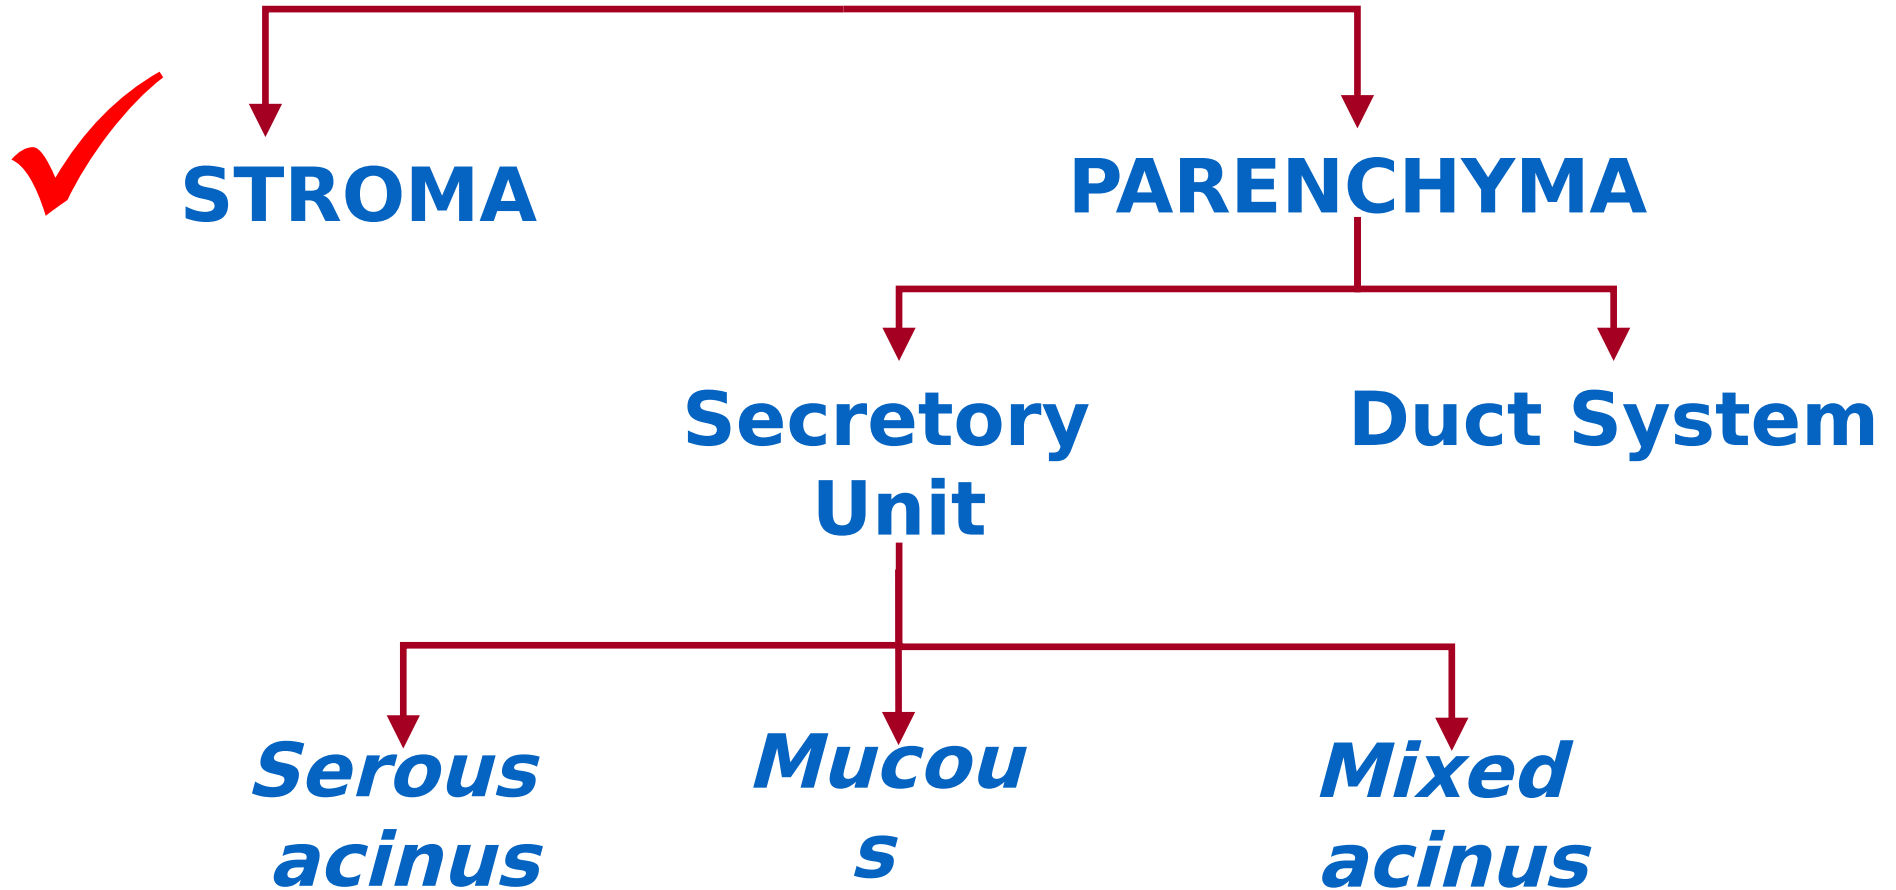 STROMA
PARENCHYMA
Secretory
Unit
Duct System
Serous
acinus
Mucou
s
Mixed
acinus